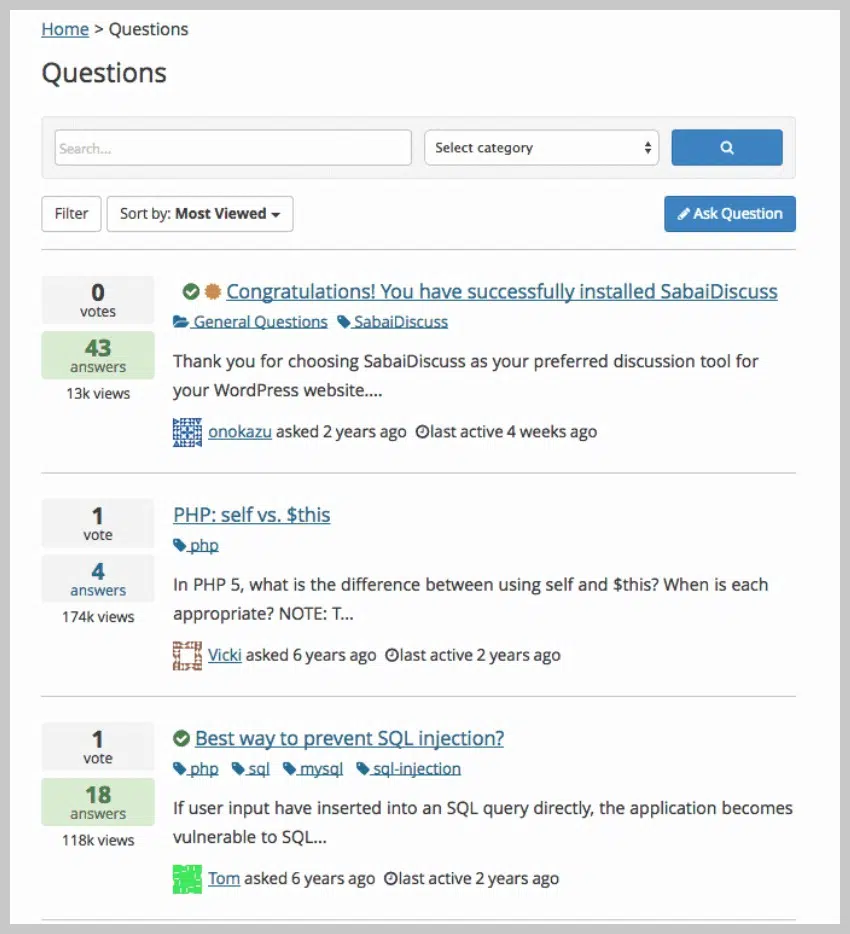 Home > Questions
Questions
Search...
Select category
Filter
Sort by: Most Viewed
Ask Question
0
votes
43
answers
13k views
Congratulations! You have successfully installed SabaiDiscuss
General Questions SabaiDiscuss
Thank you for choosing SabaiDiscuss as your preferred discussion tool for
your WordPress website....
onokazu asked 2 years ago last active 4 weeks ago
1
vote
4
answers
174k views
PHP: self vs. $this
php
In PHP 5, what is the difference between using self and $this? When is each
appropriate? NOTE: T...
Vicki asked 6 years ago last active 2 years ago
1
vote
18
answers
118k views
Best way to prevent SQL injection?
php sql mysql sql-injection
If user input have inserted into an SQL query directly, the application becomes
vulnerable to SQL...
Tom asked 6 years ago last active 2 years ago